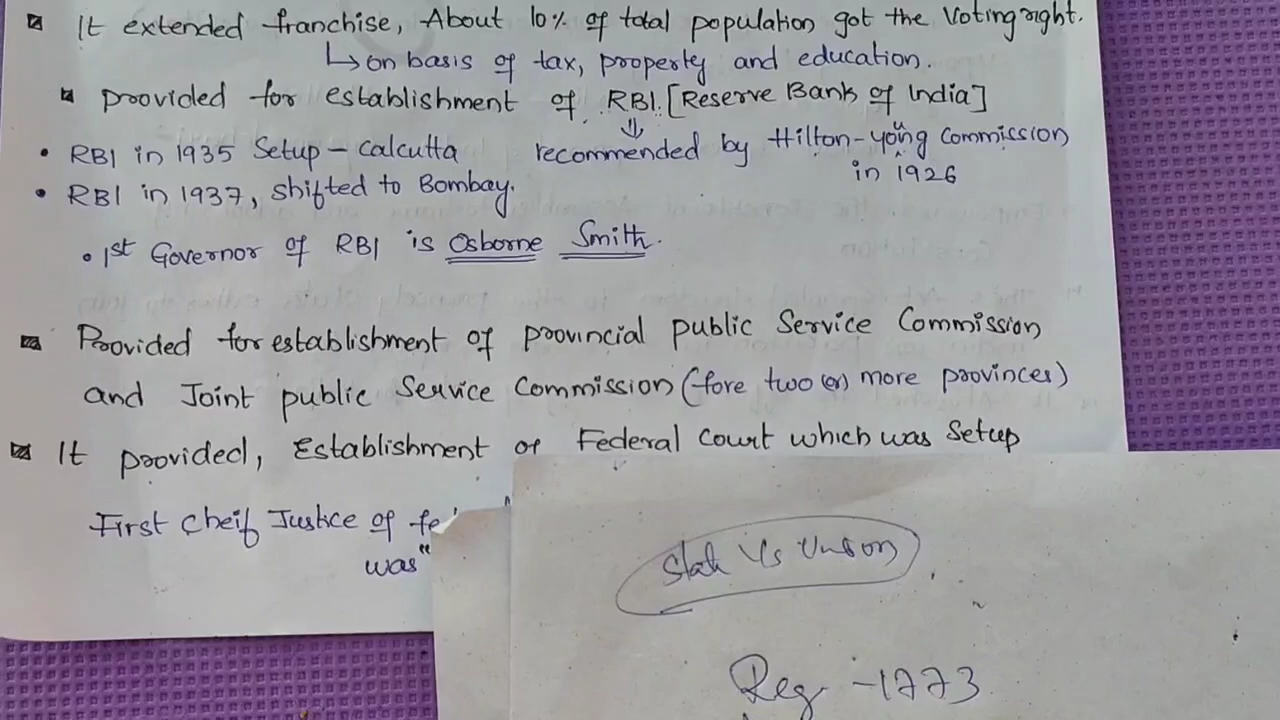 It extended franchise, About 10% of total population got the Voting right.
↳ on basis of tax, property and education.
provided for establishment of RBI. [Reserve Bank of India]
⇓
• RBI in 1935 Setup - Calcutta
recommended by Hilton-young Commission
in 1926
• RBI in 1937, shifted to Bombay.
• 1st Governor of RBI is Osborne Smith.
Provided for establishment of provincial public Service Commission
and Joint public Service Commission (fore two (or) more provinces)
It provided, Establishment of Federal Court which was Setup
First Cheif Justice of fe
was "
State Vs Union
Reg - 1773